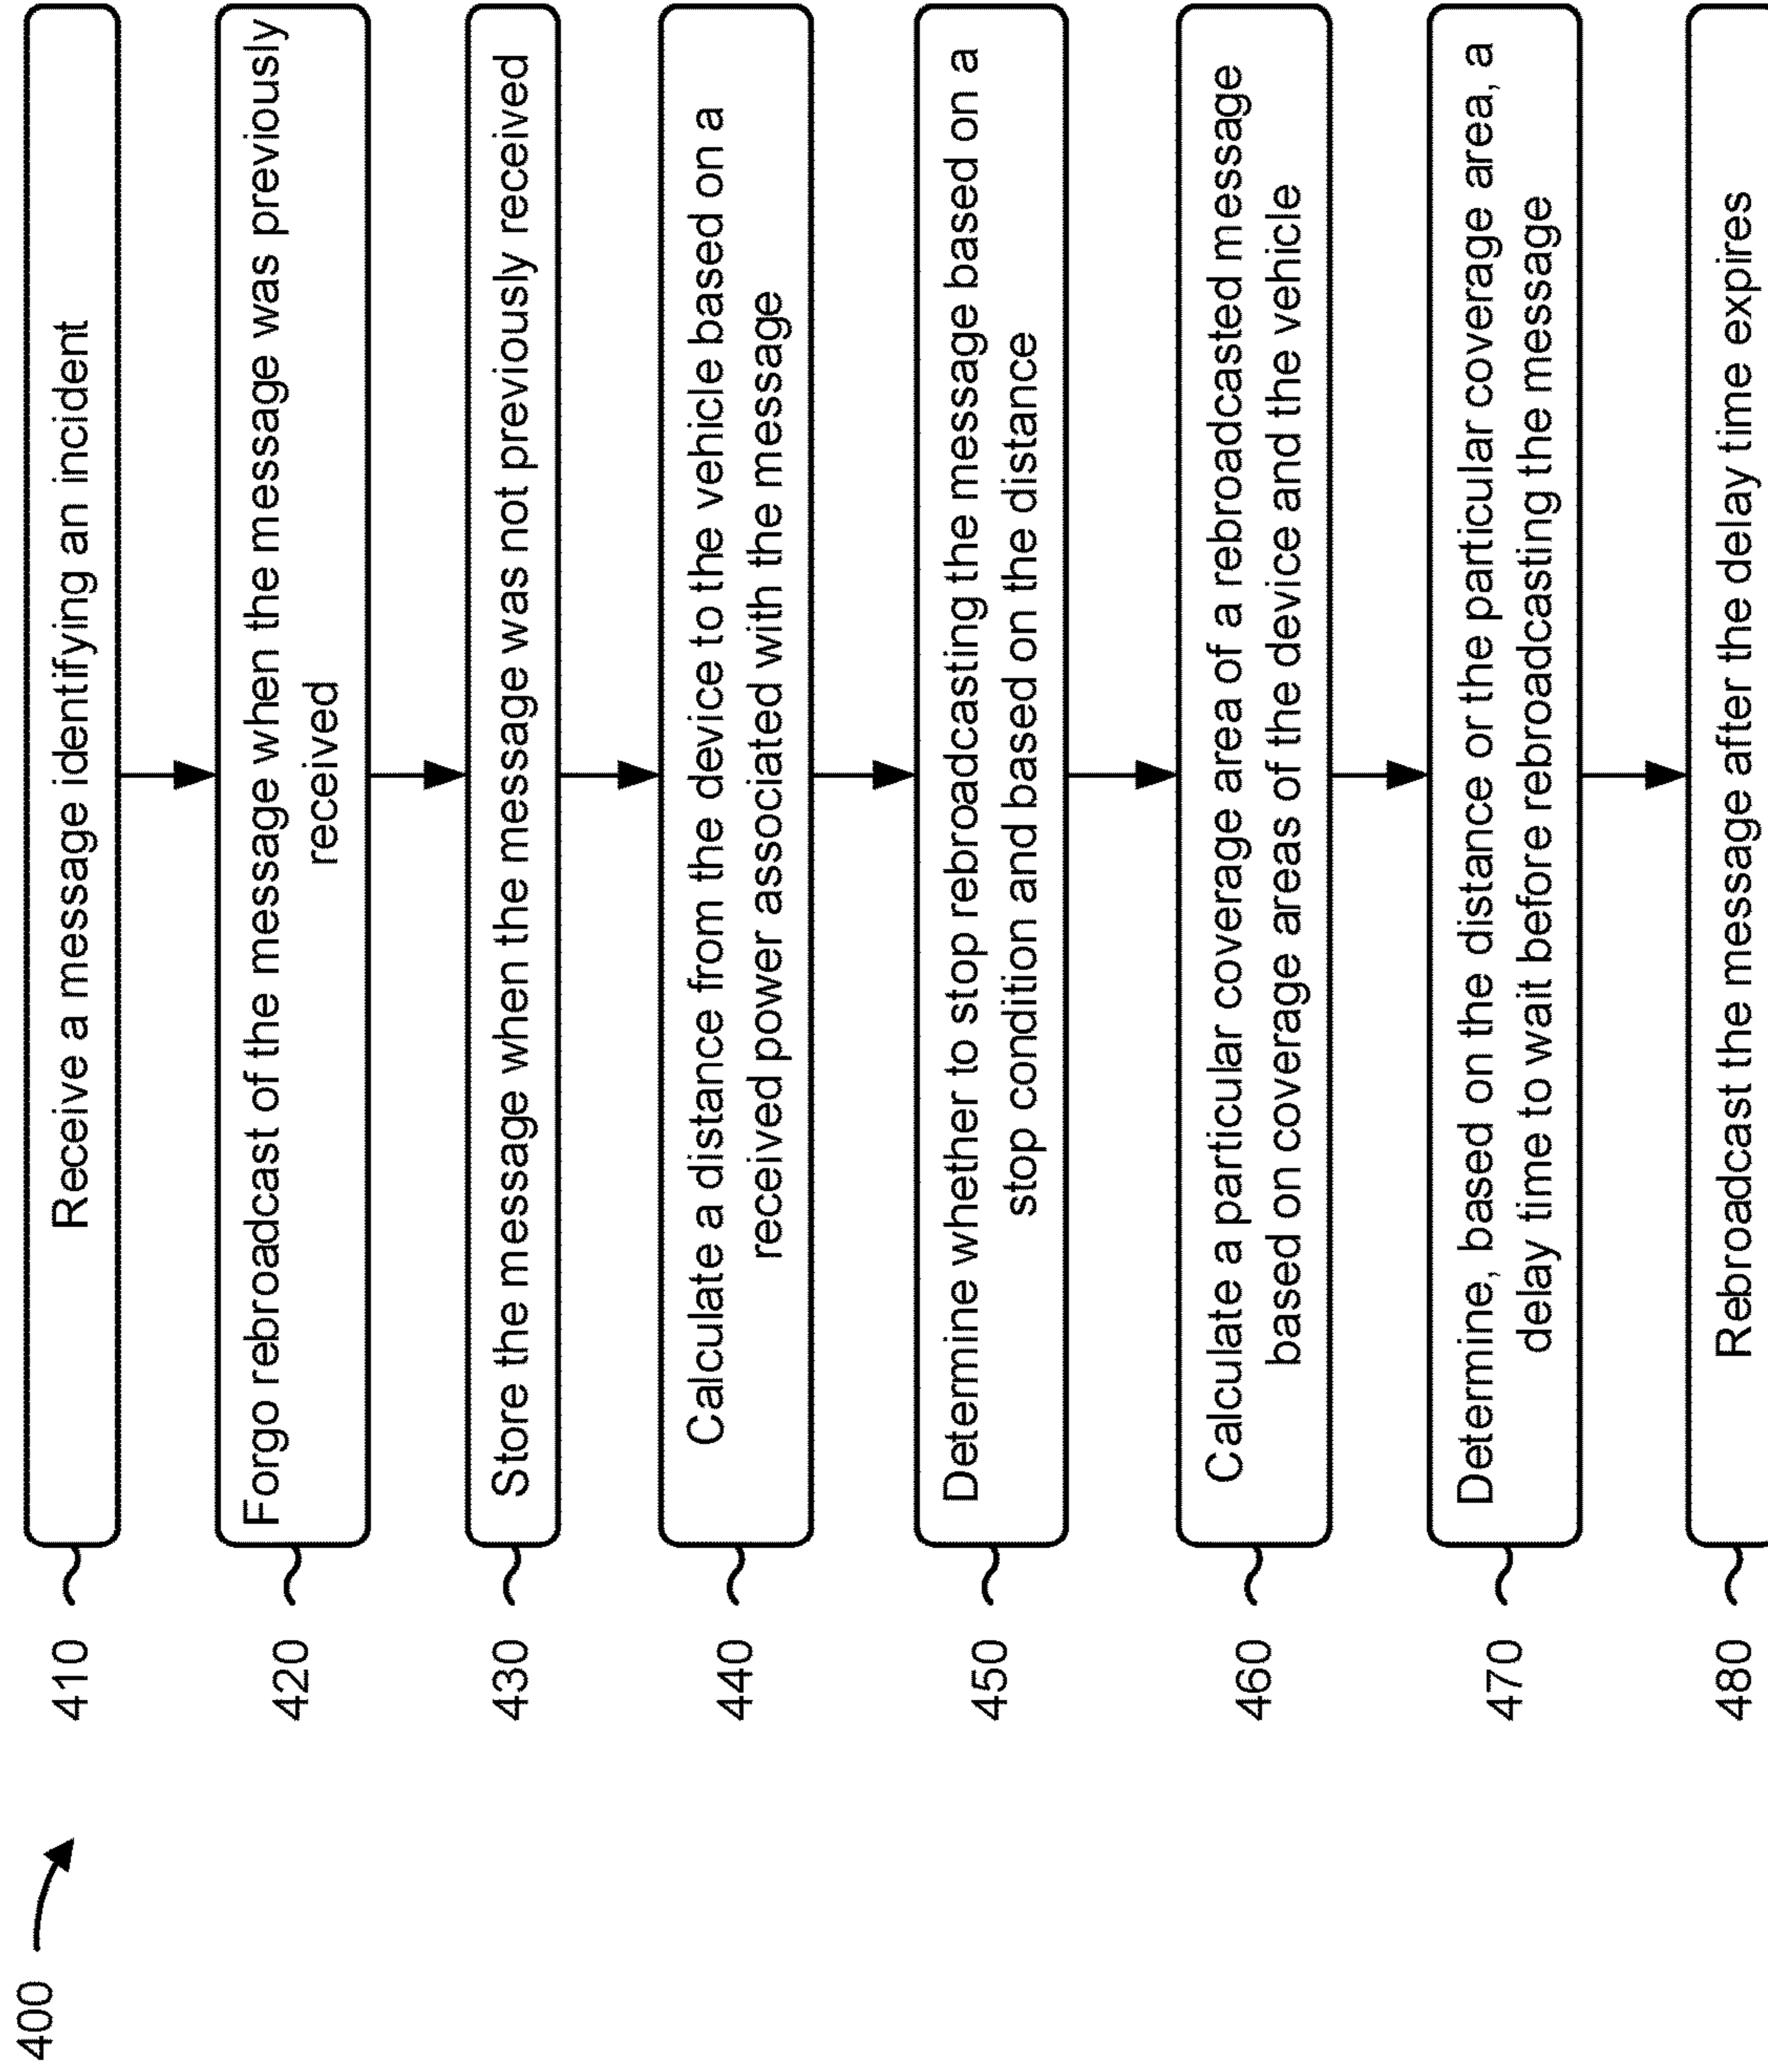 400
410
Receive a message identifying an incident
420
Forgo rebroadcast of the message when the message was previously
received
430
Store the message when the message was not previously received
440
Calculate a distance from the device to the vehicle based on a
received power associated with the message
450
Determine whether to stop rebroadcasting the message based on a
stop condition and based on the distance
460
Calculate a particular coverage area of a rebroadcasted message
based on coverage areas of the device and the vehicle
470
Determine, based on the distance or the particular coverage area, a
delay time to wait before rebroadcasting the message
480
Rebroadcast the message after the delay time expires